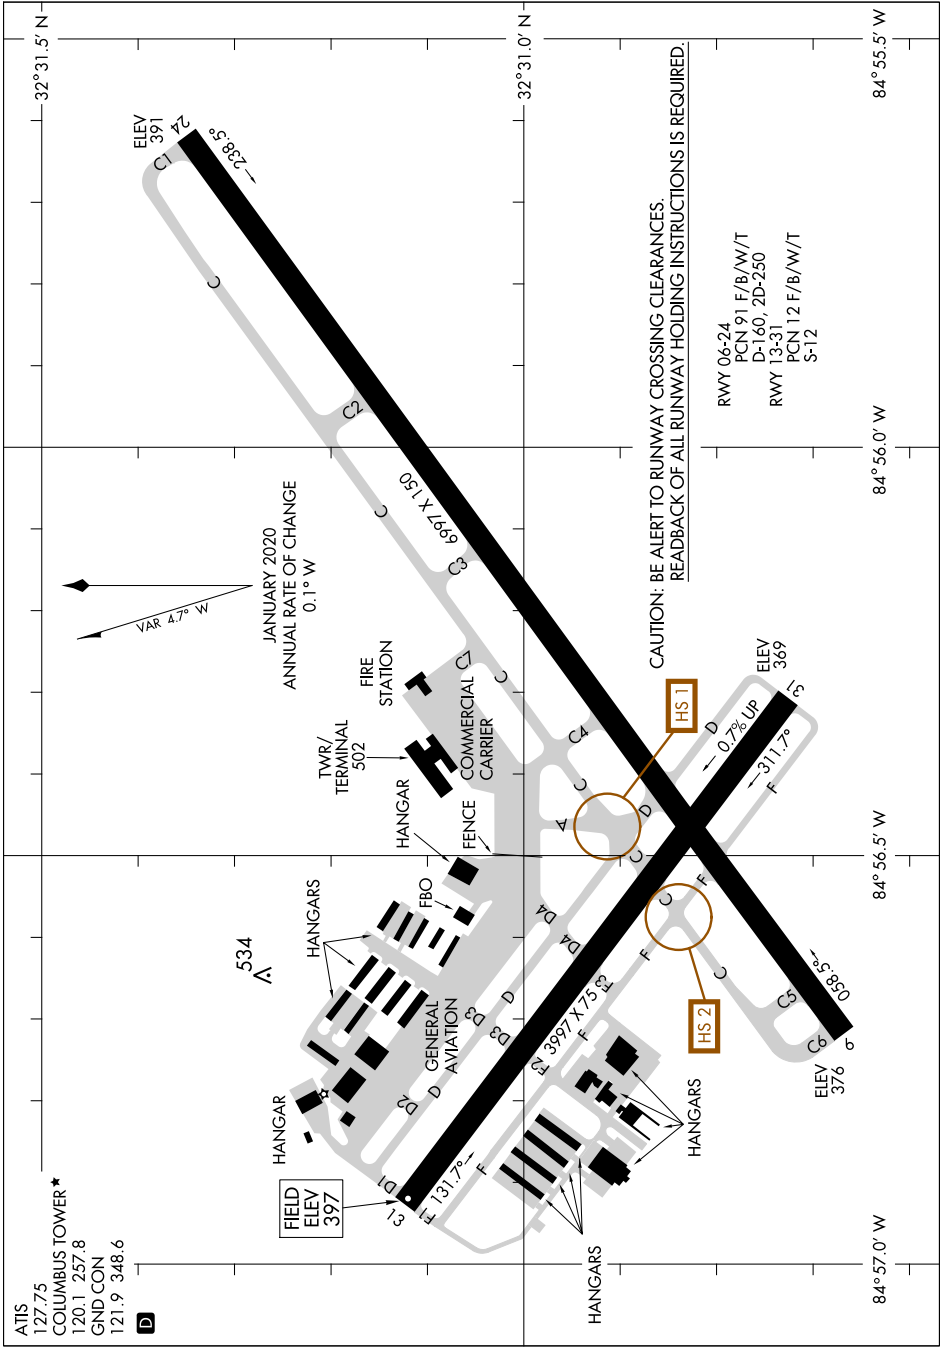 ATIS
127.75
COLUMBUS TOWER★
120.1 257.8
GND CON
121.9 348.6
D
32°31.5' N
32°31.0' N
84°55.5' W
84°56.0' W
84°56.5' W
84°57.0' W
JANUARY 2020
ANNUAL RATE OF CHANGE
0.1° W
VAR 4.7° W
ELEV
391
24
238.5°
C1
C
C2
C
6997 X 150
C3
C7
C
C4
C
FIRE
STATION
TWR/
TERMINAL
502
COMMERCIAL
CARRIER
HANGAR
FENCE
FBO
HANGARS
534
GENERAL
AVIATION
HANGAR
FIELD
ELEV
397
13
131.7°
D1
F1
D2
D
D3
D3
D
D4
D4
A
D
C
C
HS 1
D
0.7% UP
311.7°
F
31
ELEV
369
F
F
F2
3997 X 75
F3
F
F
C
HS 2
C5
C6
058.5°
9
ELEV
376
HANGARS
HANGARS
CAUTION: BE ALERT TO RUNWAY CROSSING CLEARANCES.
READBACK OF ALL RUNWAY HOLDING INSTRUCTIONS IS REQUIRED.
RWY 06-24
PCN 91 F/B/W/T
D-160, 2D-250
RWY 13-31
PCN 12 F/B/W/T
S-12